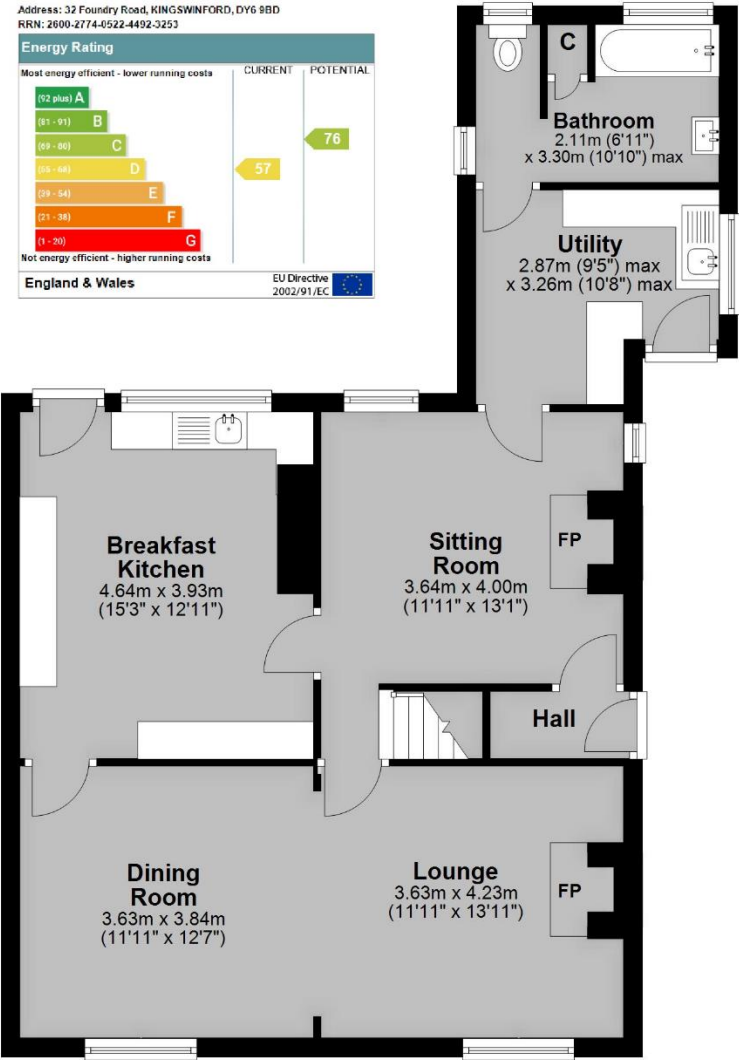 Address: 32 Foundry Road, KINGSWINFORD, DY6 9BD
RRN: 2600-2774-0522-4492-3253
Energy Rating
Most energy efficient - lower running costs
CURRENT
POTENTIAL
(92 plus) A
(81 - 91) B
(69 - 80) C
(55 - 68) D
(39 - 54) E
(21 - 38) F
(1 - 20) G
57
76
Not energy efficient - higher running costs
England & Wales
EU Directive
2002/91/EC
C
Bathroom
2.11m (6'11")
x 3.30m (10'10") max
Utility
2.87m (9'5") max
x 3.26m (10'8") max
Breakfast
Kitchen
4.64m x 3.93m
(15'3" x 12'11")
Sitting
Room
3.64m x 4.00m
(11'11" x 13'1")
FP
Hall
Dining
Room
3.63m x 3.84m
(11'11" x 12'7")
Lounge
3.63m x 4.23m
(11'11" x 13'11")
FP